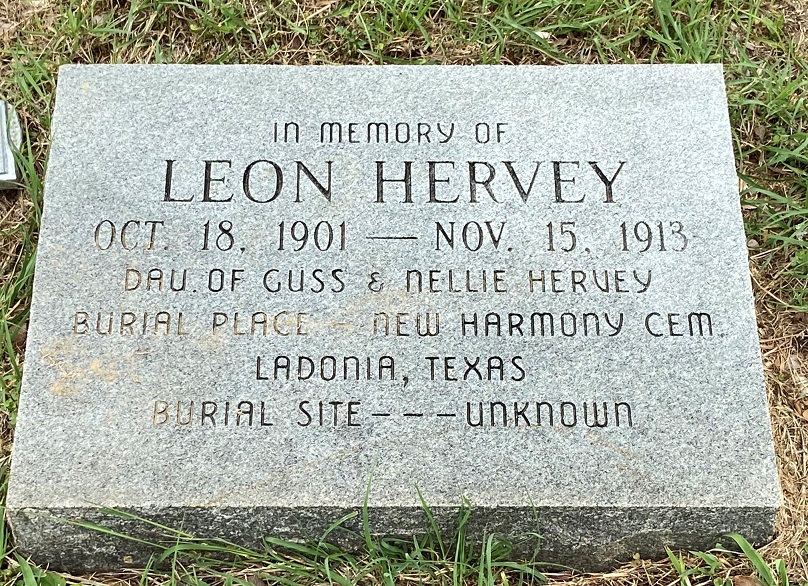 IN MEMORY OF
LEON HERVEY
OCT. 18, 1901 — NOV. 15, 1913
DAU. OF GUSS & NELLIE HERVEY
BURIAL PLACE — NEW HARMONY CEM.
LADONIA, TEXAS
BURIAL SITE – – – UNKNOWN